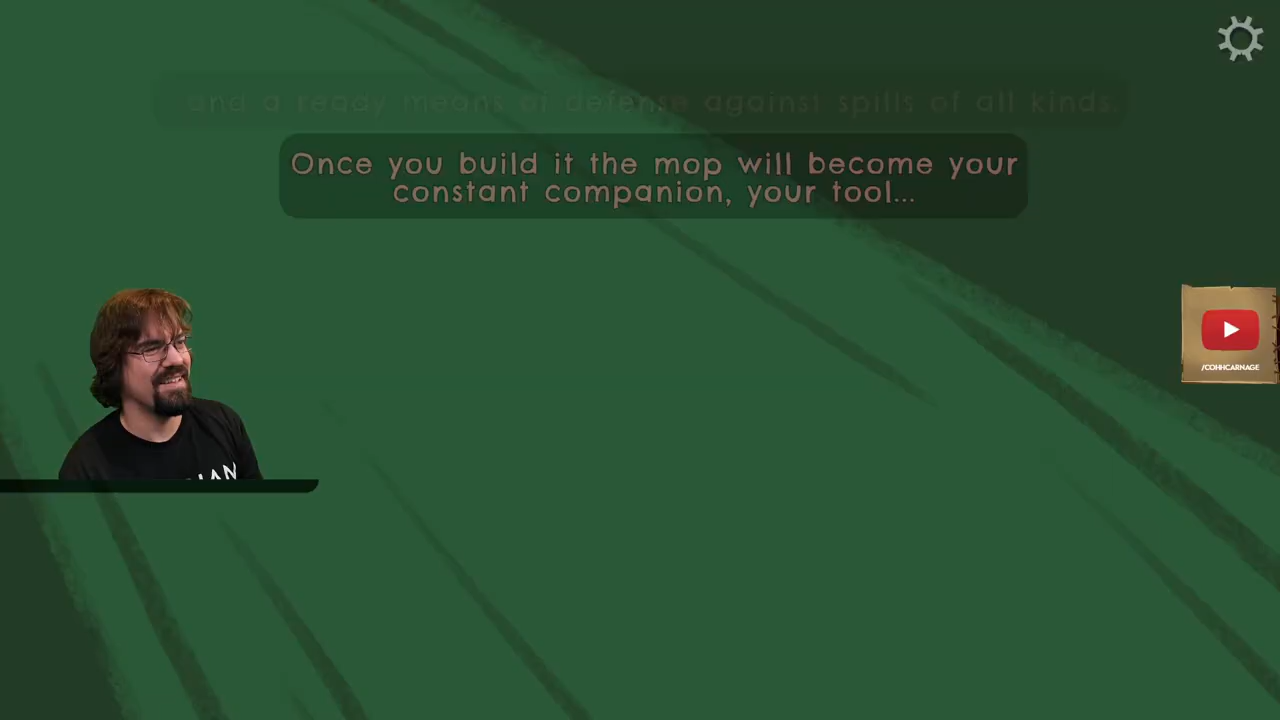 and a ready means of defense against spills of all kinds.
Once you build it the mop will become your
constant companion, your tool...
/COHHCARNAGE